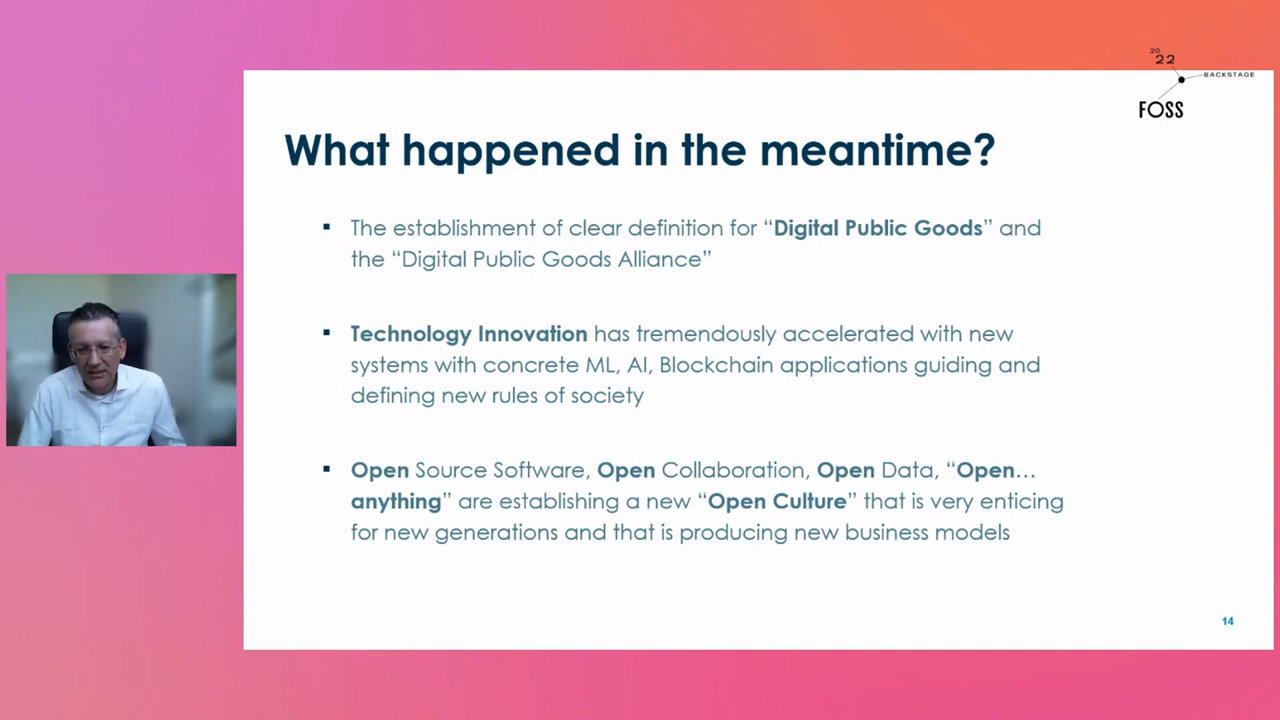 20
22
BACKSTAGE
FOSS
What happened in the meantime?
▪ The establishment of clear definition for “Digital Public Goods” and
the “Digital Public Goods Alliance”
▪ Technology Innovation has tremendously accelerated with new
systems with concrete ML, AI, Blockchain applications guiding and
defining new rules of society
▪ Open Source Software, Open Collaboration, Open Data, “Open…
anything” are establishing a new “Open Culture” that is very enticing
for new generations and that is producing new business models
14